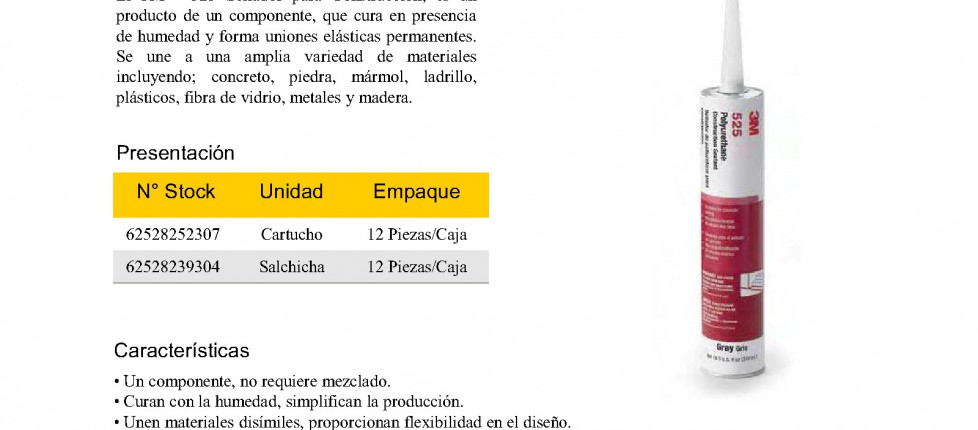 producto de un componente, que cura en presencia
de humedad y forma uniones elásticas permanentes.
Se une a una amplia variedad de materiales
incluyendo; concreto, piedra, mármol, ladrillo,
plásticos, fibra de vidrio, metales y madera.
Presentación
N° Stock Unidad Empaque
62528252307 Cartucho 12 Piezas/Caja
62528239304 Salchicha 12 Piezas/Caja
Características
• Un componente, no requiere mezclado.
• Curan con la humedad, simplifican la producción.
• Unen materiales disímiles, proporcionan flexibilidad en el diseño.
3M
525
Polyurethane
Construction Sealant
Gray Gris